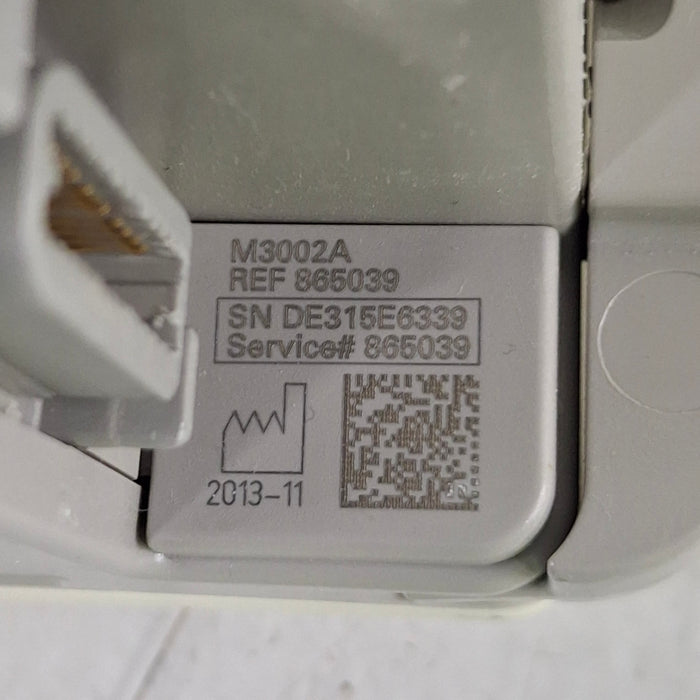 M3002A
REF 865039
SN DE315E6339
Service# 865039
2013-11